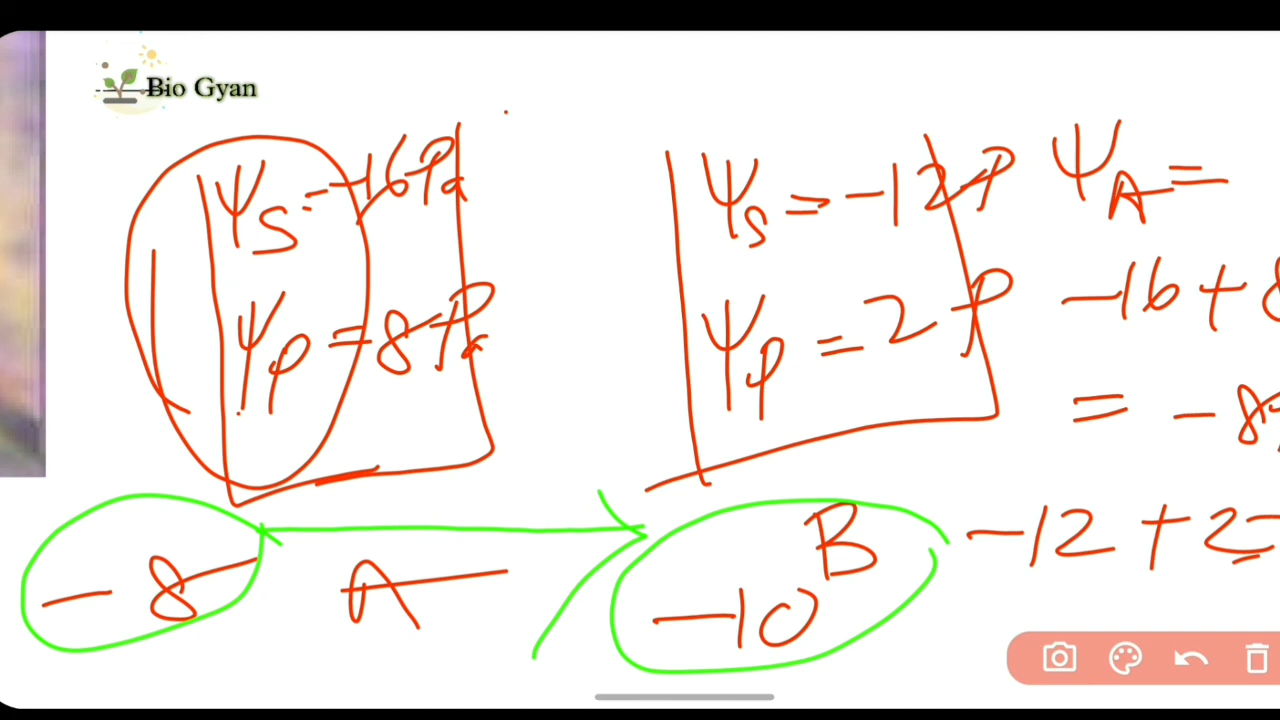 Bio Gyan
ψs = -16 Pa
ψp = 8 Pa
-8
A
ψs = -12 P
ψp = 2 P
B
-10
ψA =
-16 + 8
= -8
-12 + 2